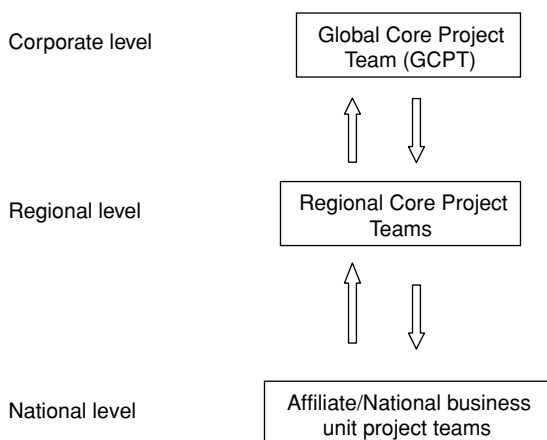 Corporate level
Global Core Project
Team (GCPT)
Regional level
Regional Core Project
Teams
National level
Affiliate/National business
unit project teams